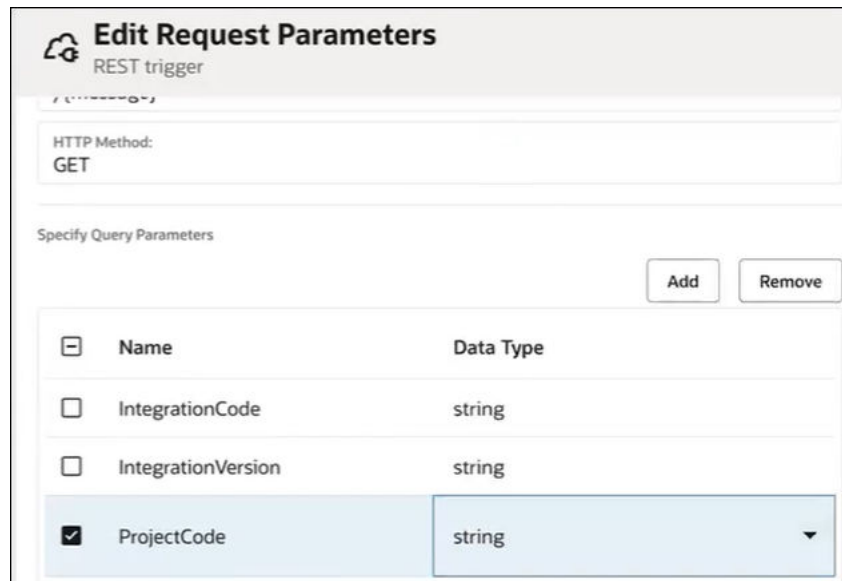 Edit Request Parameters
REST trigger
HTTP Method:
GET
Specify Query Parameters
Add Remove
Name Data Type
IntegrationCode string
IntegrationVersion string
ProjectCode string